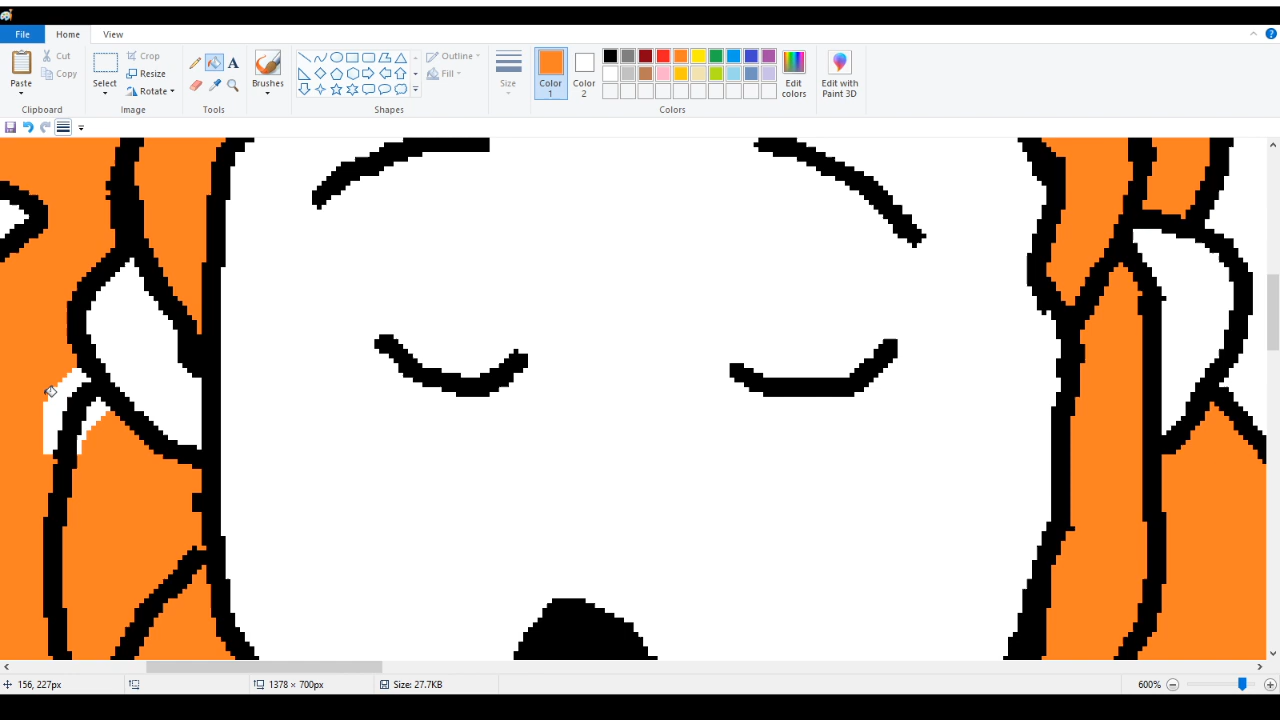 File Home View
Paste
Cut
Copy
Clipboard
Select
Crop
Resize
Rotate
Image
A
Tools
Brushes
Outline
Fill
Shapes
Size
Color
1
Color
2
Edit
colors
Colors
Edit with
Paint 3D
156, 227px
1378 × 700px
Size: 27.7KB
600%